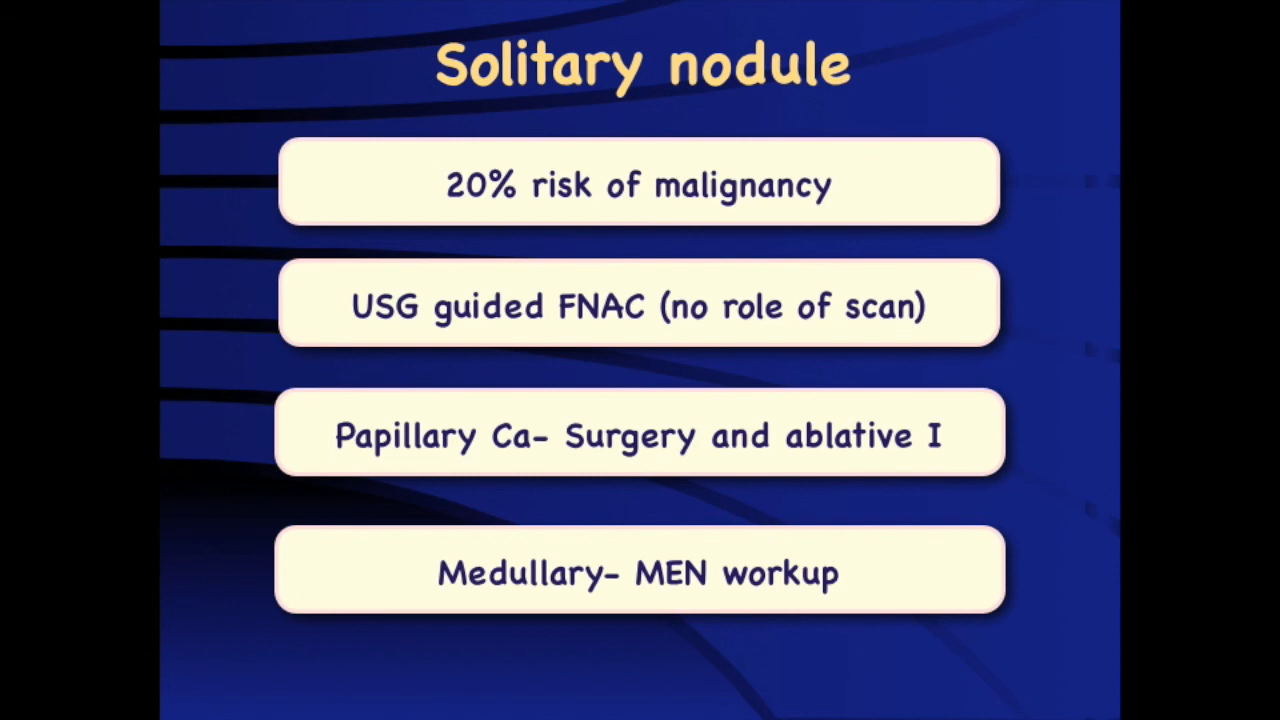 Solitary nodule
20% risk of malignancy
USG guided FNAC (no role of scan)
Papillary Ca- Surgery and ablative I
Medullary- MEN workup